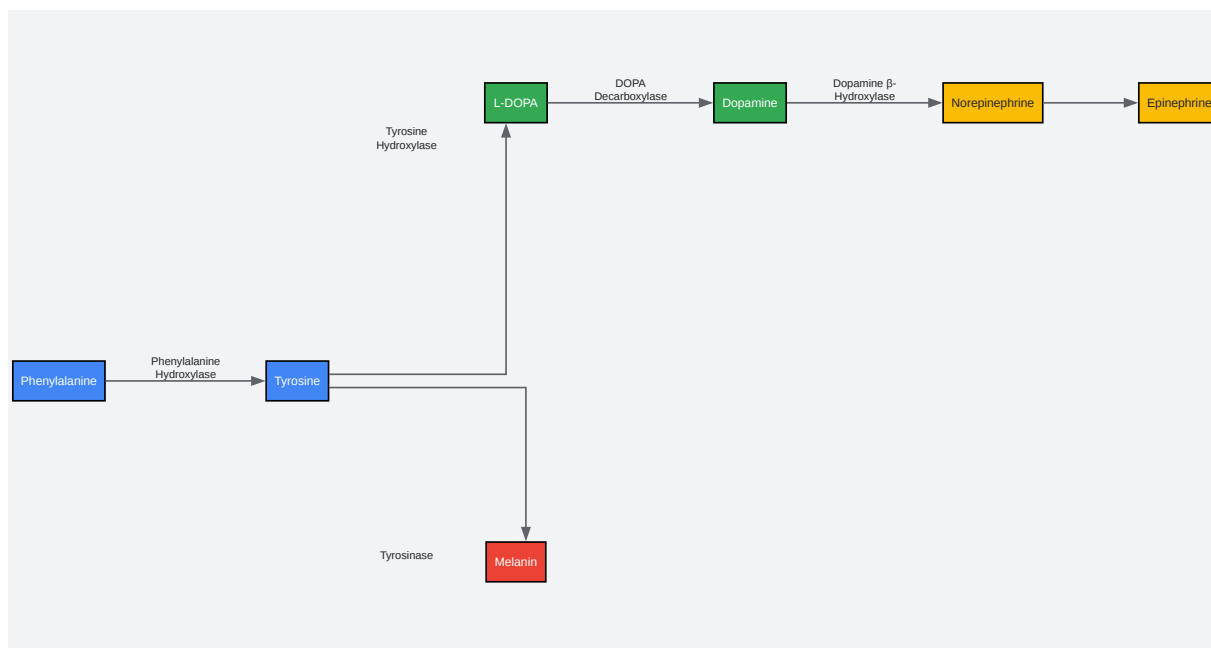 DOPA
Decarboxylase
Dopamine β-
Hydroxylase
L-DOPA
Dopamine
Norepinephrine
Epinephrine
Tyrosine
Hydroxylase
Phenylalanine
Hydroxylase
Phenylalanine
Tyrosine
Tyrosinase
Melanin